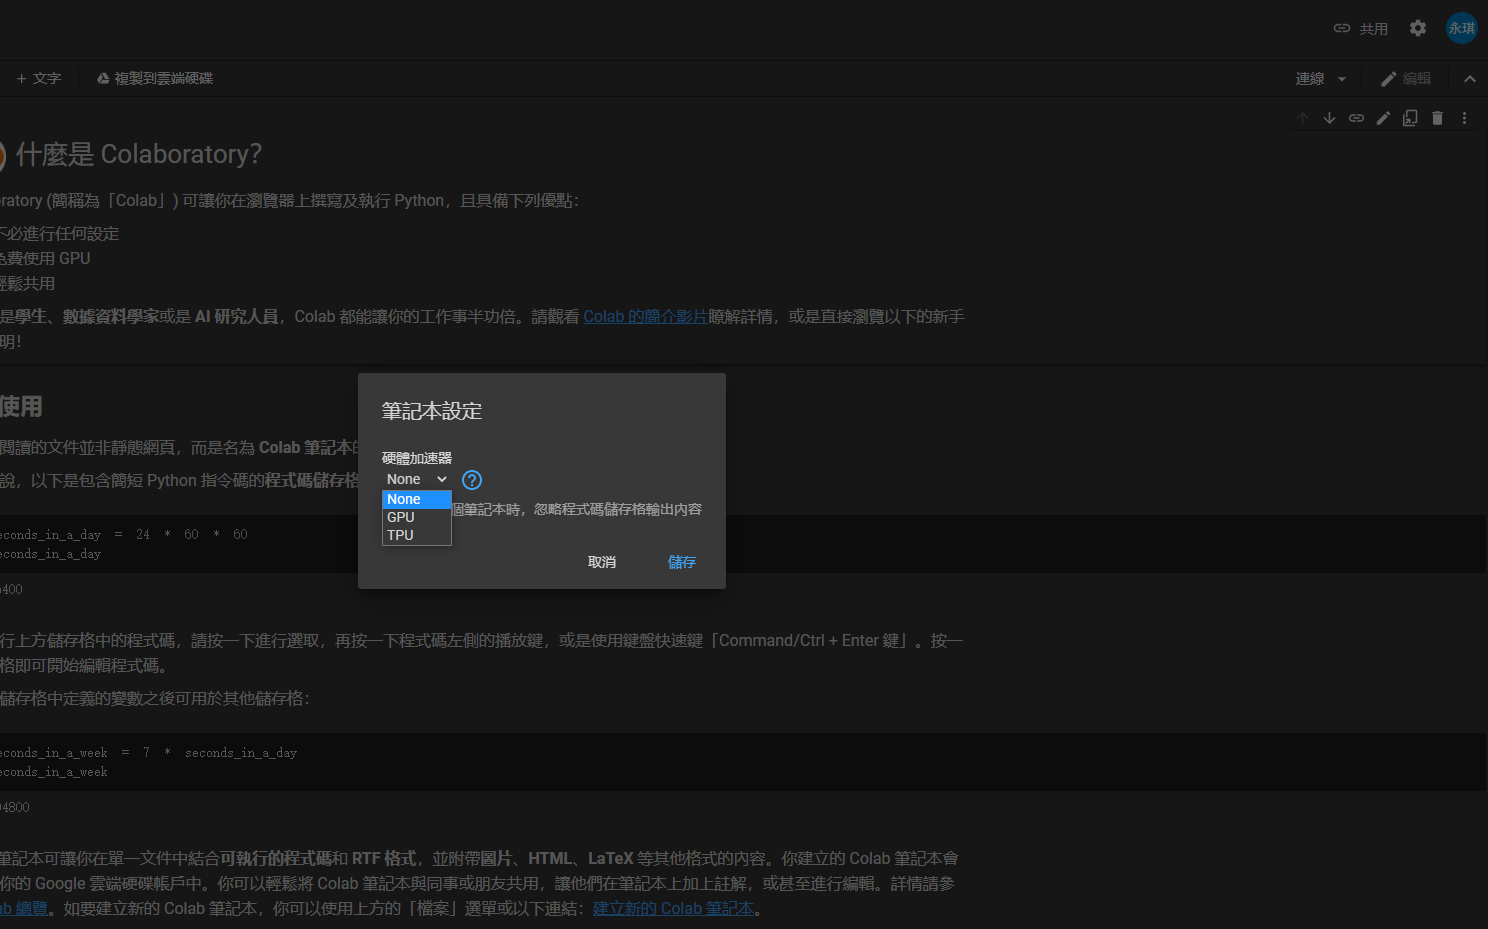 共用
永琪
+ 文字
複製到雲端硬碟
連線
編輯
什麼是 Colaboratory？
oratory (簡稱為「Colab」) 可讓你在瀏覽器上撰寫及執行 Python，且具備下列優點：
不必進行任何設定
免費使用 GPU
輕鬆共用
是學生、數據資料學家或是 AI 研究人員，Colab 都能讓你的工作事半功倍。請觀看 Colab 的簡介影片瞭解詳情，或是直接瀏覽以下的新手
明！
使用
閱讀的文件並非靜態網頁，而是名為 Colab 筆記本的
說，以下是包含簡短 Python 指令碼的程式碼儲存格
econds_in_a_day = 24 * 60 * 60
econds_in_a_day
400
行上方儲存格中的程式碼，請按一下進行選取，再按一下程式碼左側的播放鍵，或是使用鍵盤快速鍵「Command/Ctrl + Enter 鍵」。按一
格即可開始編輯程式碼。
儲存格中定義的變數之後可用於其他儲存格：
econds_in_a_week = 7 * seconds_in_a_day
econds_in_a_week
04800
筆記本可讓你在單一文件中結合可執行的程式碼和 RTF 格式，並附帶圖片、HTML、LaTeX 等其他格式的內容。你建立的 Colab 筆記本會
你的 Google 雲端硬碟帳戶中。你可以輕鬆將 Colab 筆記本與同事或朋友共用，讓他們在筆記本上加上註解，或甚至進行編輯。詳情請參
ab 總覽。如要建立新的 Colab 筆記本，你可以使用上方的「檔案」選單或以下連結：建立新的 Colab 筆記本。
筆記本設定
硬體加速器
None
None
GPU
TPU
個筆記本時，忽略程式碼儲存格輸出內容
取消
儲存